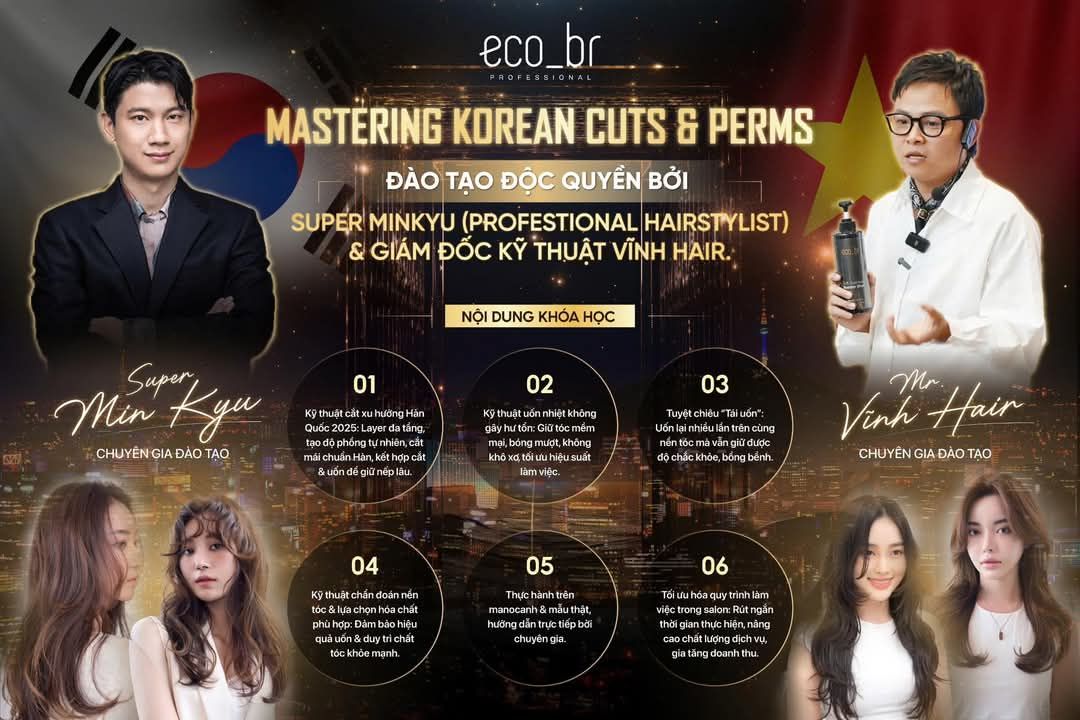 eco_br
PROFESSIONAL
MASTERING KOREAN CUTS & PERMS
ĐÀO TẠO ĐỘC QUYỀN BỞI
SUPER MINKYU (PROFESTIONAL HAIRSTYLIST)
& GIÁM ĐỐC KỸ THUẬT VĨNH HAIR.
eco_br
NỘI DUNG KHÓA HỌC
Super
Min Kyu
CHUYÊN GIA ĐÀO TẠO
Mr.
Vĩnh Hair
CHUYÊN GIA ĐÀO TẠO
01
Kỹ thuật cắt xu hướng Hàn
Quốc 2025: Layer đa tầng,
tạo độ phồng tự nhiên, cắt
mái chuẩn Hàn, kết hợp cắt
& uốn để giữ nếp lâu.
02
Kỹ thuật uốn nhiệt không
gây hư tổn: Giữ tóc mềm
mại, bóng mượt, không
khô xơ, tối ưu hiệu suất
làm việc.
03
Tuyệt chiêu “Tái uốn”:
Uốn lại nhiều lần trên cùng
nền tóc mà vẫn giữ được
độ chắc khỏe, bồng bềnh.
04
Kỹ thuật chẩn đoán nền
tóc & lựa chọn hóa chất
phù hợp: Đảm bảo hiệu
quả uốn & duy trì chất
tóc khỏe mạnh.
05
Thực hành trên
manocanh & mẫu thật,
hướng dẫn trực tiếp bởi
chuyên gia.
06
Tối ưu hóa quy trình làm
việc trong salon: Rút ngắn
thời gian thực hiện, nâng
cao chất lượng dịch vụ,
gia tăng doanh thu.